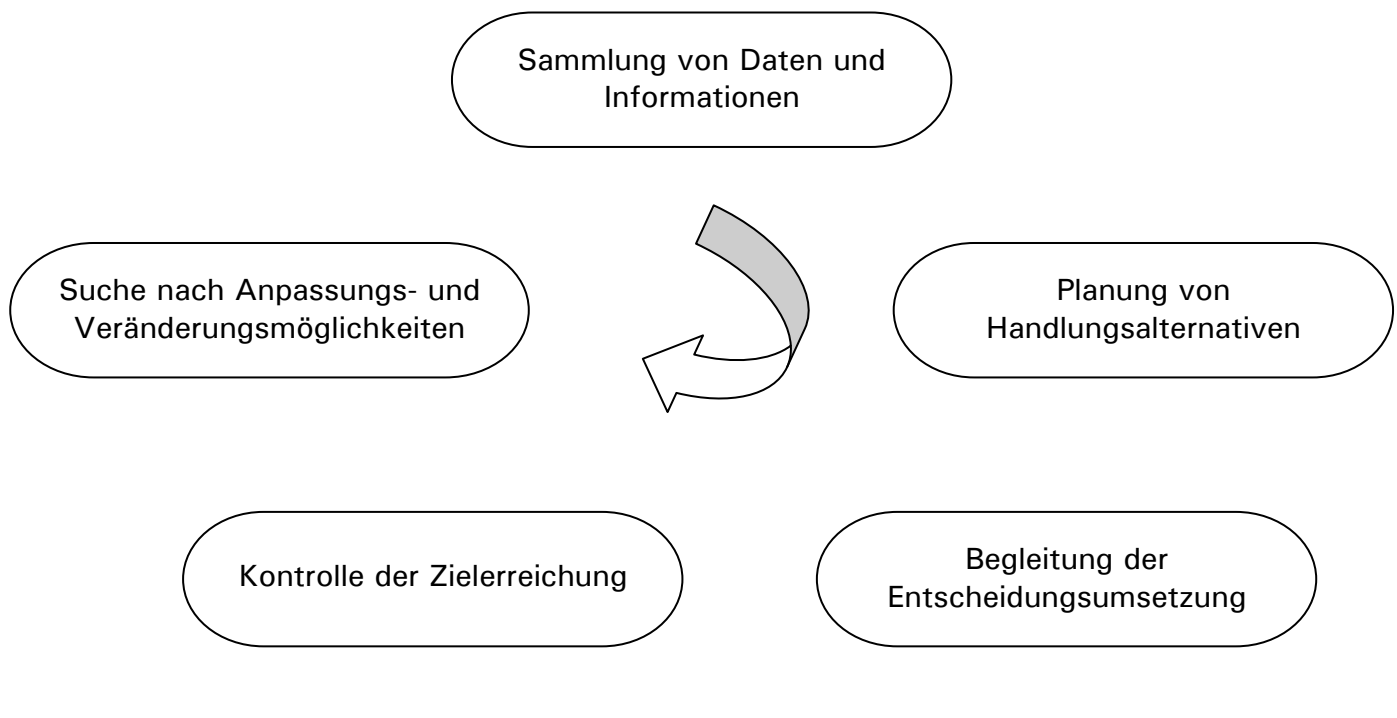 Sammlung von Daten und
Informationen
Suche nach Anpassungs- und
Veränderungsmöglichkeiten
Planung von
Handlungsalternativen
Kontrolle der Zielerreichung
Begleitung der
Entscheidungsumsetzung